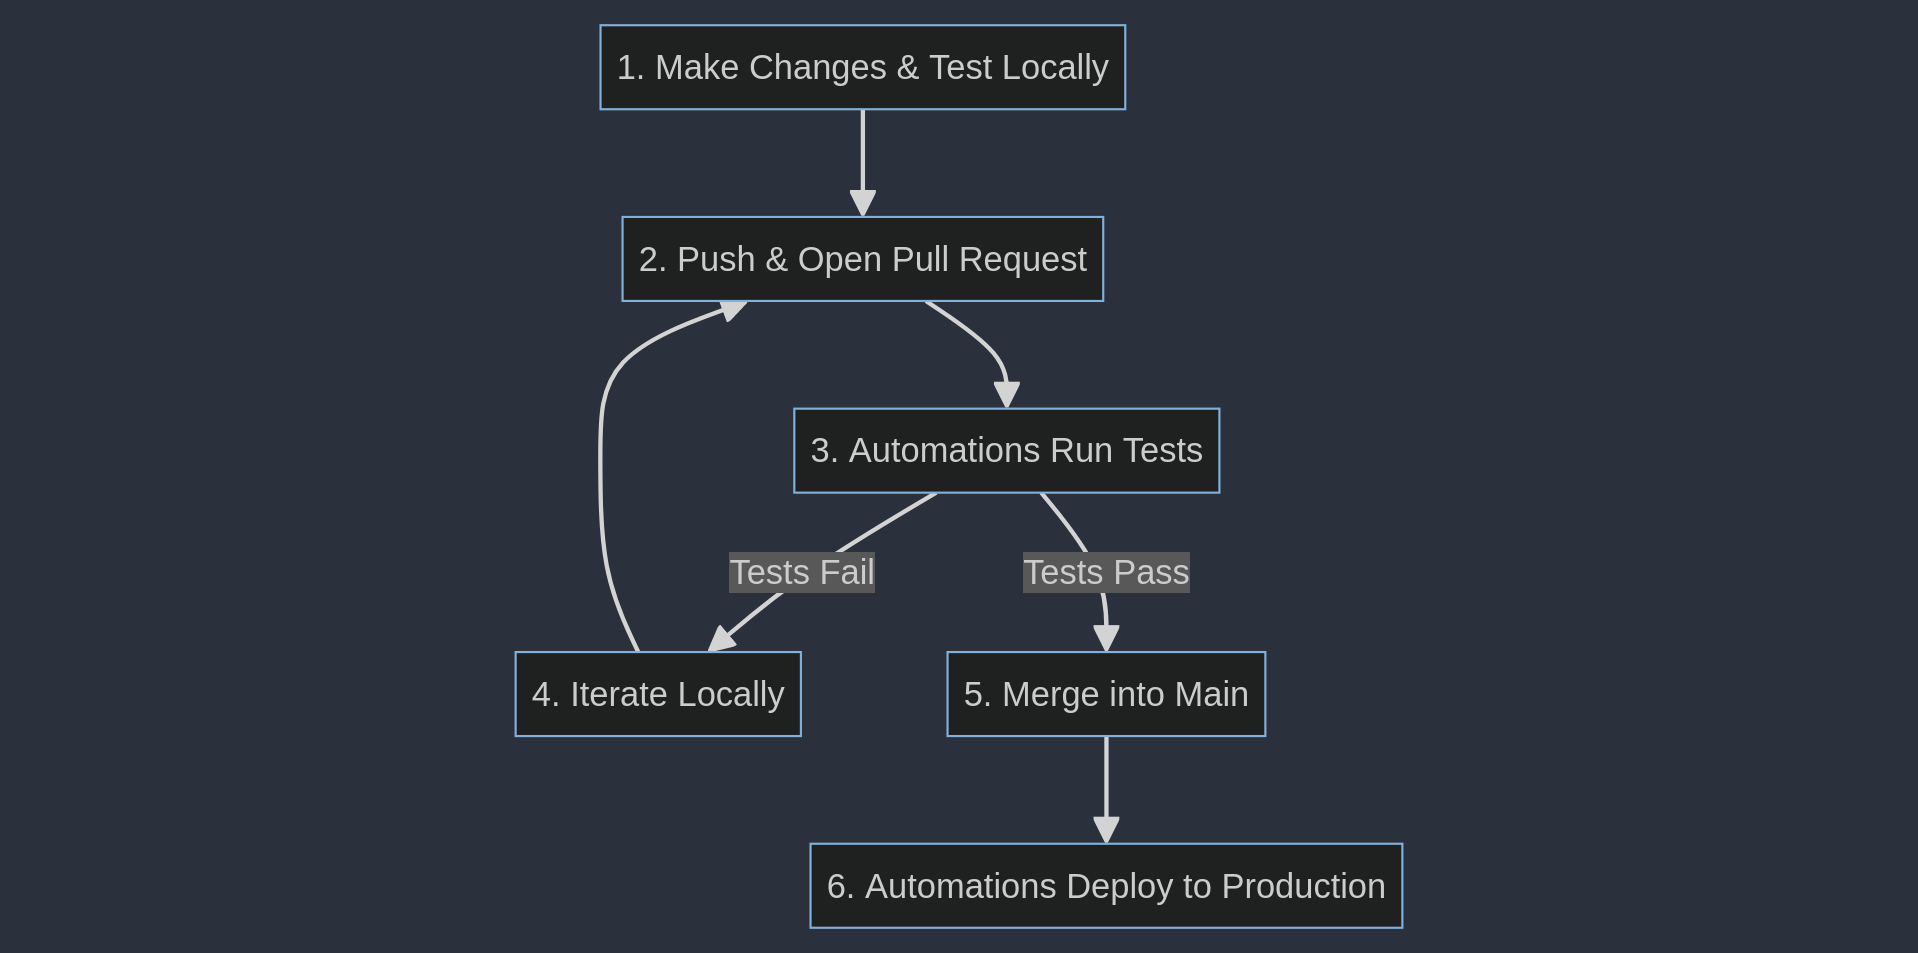 1. Make Changes & Test Locally
2. Push & Open Pull Request
3. Automations Run Tests
Tests Fail
Tests Pass
4. Iterate Locally
5. Merge into Main
6. Automations Deploy to Production